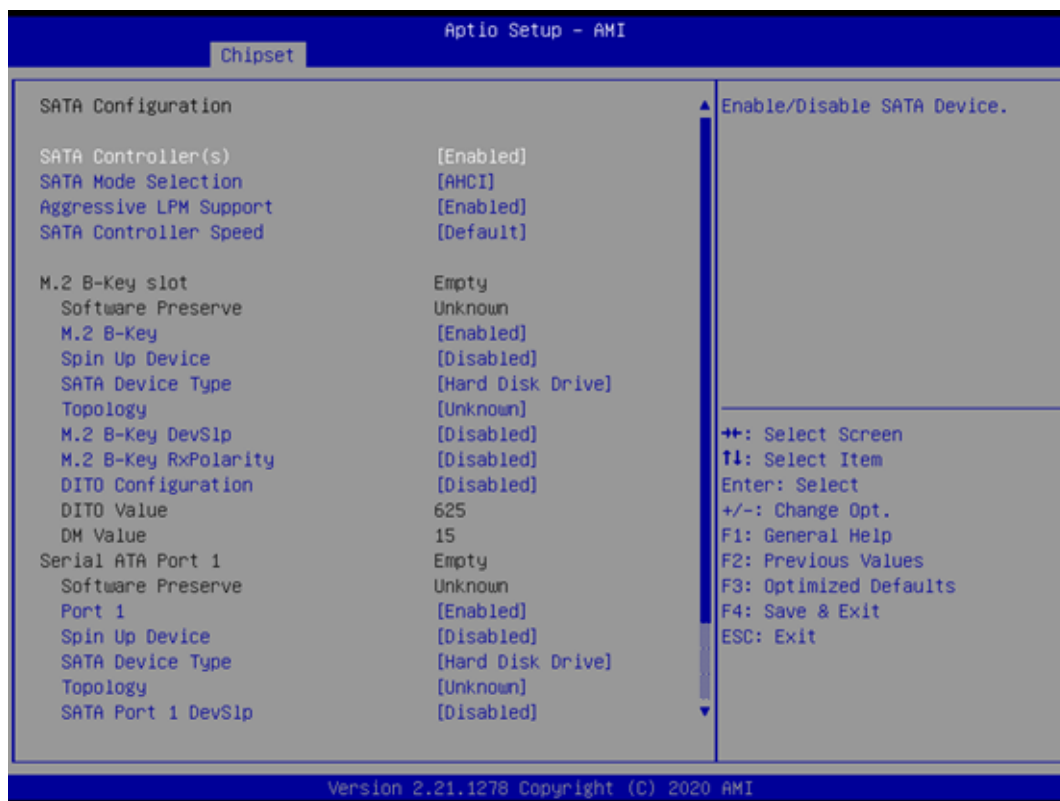 Aptio Setup - AMI
Chipset
SATA Configuration
SATA Controller(s) [Enabled]
SATA Mode Selection [AHCI]
Aggressive LPM Support [Enabled]
SATA Controller Speed [Default]
M.2 B-Key slot Empty
Software Preserve Unknown
M.2 B-Key [Enabled]
Spin Up Device [Disabled]
SATA Device Type [Hard Disk Drive]
Topology [Unknown]
M.2 B-Key DevSlp [Disabled]
M.2 B-Key RxPolarity [Disabled]
DITO Configuration [Disabled]
DITO Value 625
DM Value 15
Serial ATA Port 1 Empty
Software Preserve Unknown
Port 1 [Enabled]
Spin Up Device [Disabled]
SATA Device Type [Hard Disk Drive]
Topology [Unknown]
SATA Port 1 DevSlp [Disabled]
Enable/Disable SATA Device.
→←: Select Screen
↑↓: Select Item
Enter: Select
+/-: Change Opt.
F1: General Help
F2: Previous Values
F3: Optimized Defaults
F4: Save & Exit
ESC: Exit
Version 2.21.1278 Copyright (C) 2020 AMI